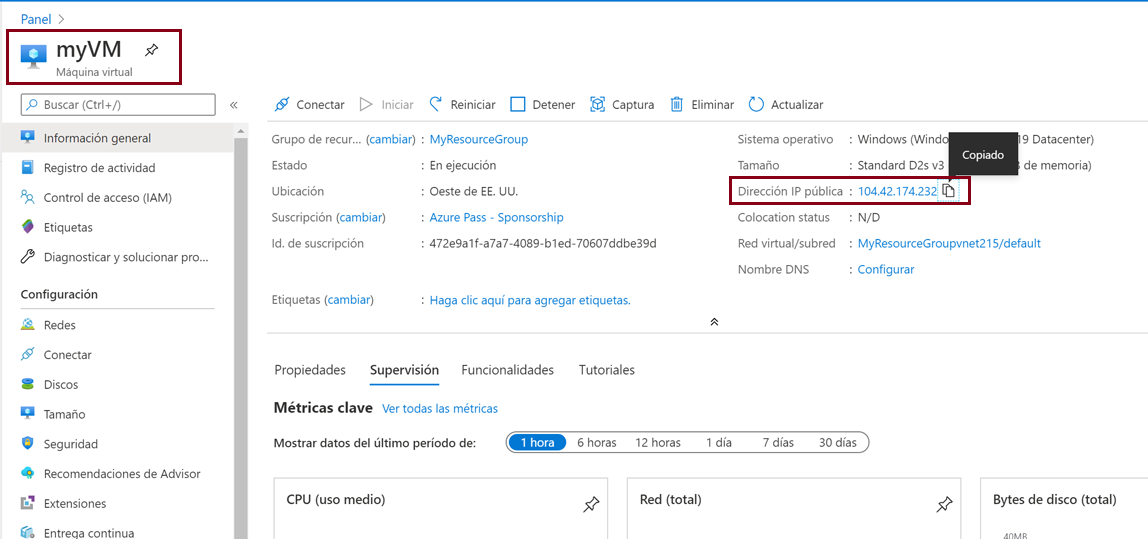 Panel >
myVM
Máquina virtual
Buscar (Ctrl+/)
«
Conectar
Iniciar
Reiniciar
Detener
Captura
Eliminar
Actualizar
Información general
Registro de actividad
Control de acceso (IAM)
Etiquetas
Diagnosticar y solucionar pro...
Configuración
Redes
Conectar
Discos
Tamaño
Seguridad
Recomendaciones de Advisor
Extensiones
Entrega continua
Grupo de recur... (cambiar) : MyResourceGroup
Estado : En ejecución
Ubicación : Oeste de EE. UU.
Suscripción (cambiar) : Azure Pass - Sponsorship
Id. de suscripción : 472e9a1f-a7a7-4089-b1ed-70607ddbe39d
Etiquetas (cambiar) : Haga clic aquí para agregar etiquetas.
Sistema operativo : Windows (Windo 19 Datacenter)
Copiado
Tamaño : Standard D2s v3 de memoria)
Dirección IP pública : 104.42.174.232
Colocation status : N/D
Red virtual/subred : MyResourceGroupvnet215/default
Nombre DNS : Configurar
Propiedades
Supervisión
Funcionalidades
Tutoriales
Métricas clave Ver todas las métricas
Mostrar datos del último período de: 1 hora 6 horas 12 horas 1 día 7 días 30 días
CPU (uso medio)
Red (total)
Bytes de disco (total)
40MB